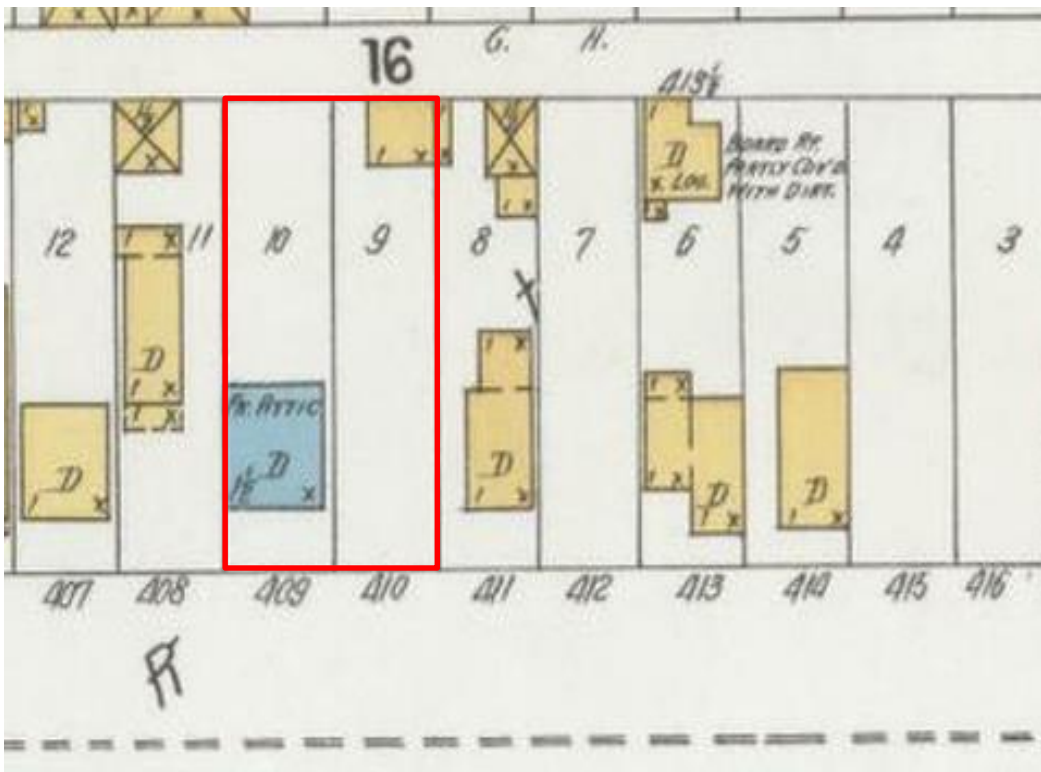 G. H.
16
413½
BOARD RF.
PARTLY COV'D.
WITH DIRT.
D
X LOG.
12 11 10 9 8 7 6 5 4 3
FR. ATTIC
D
1½ X
D D D D D
407 408 409 410 411 412 413 414 415 416